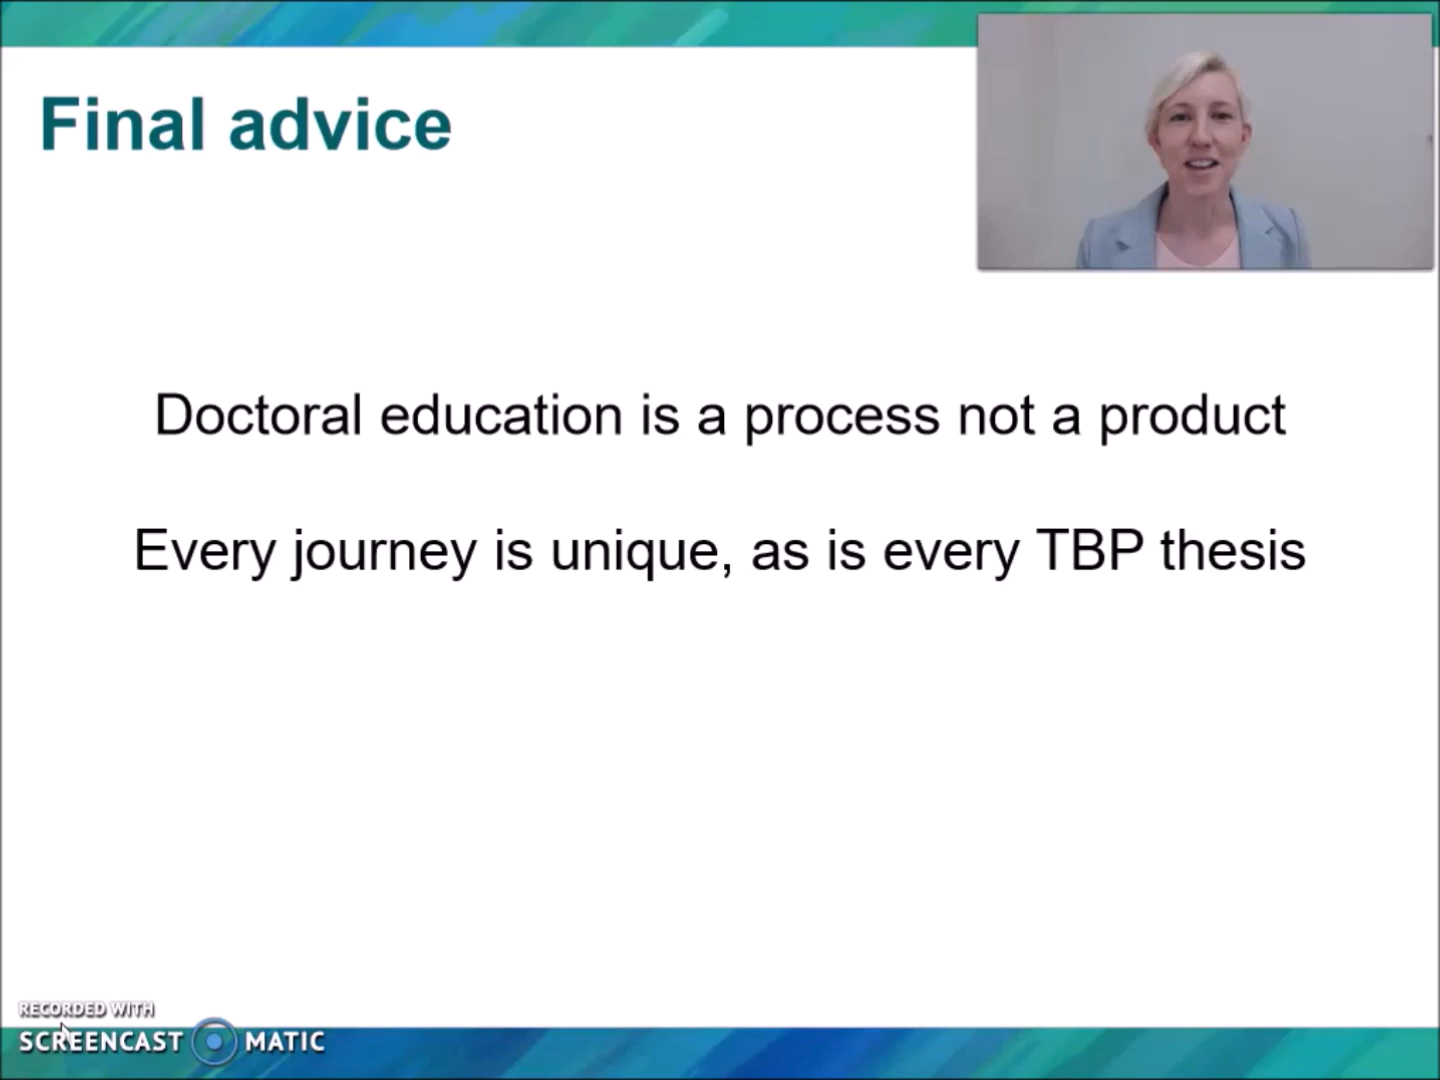 Final advice
Doctoral education is a process not a product
Every journey is unique, as is every TBP thesis
RECORDED WITH
SCREENCAST MATIC